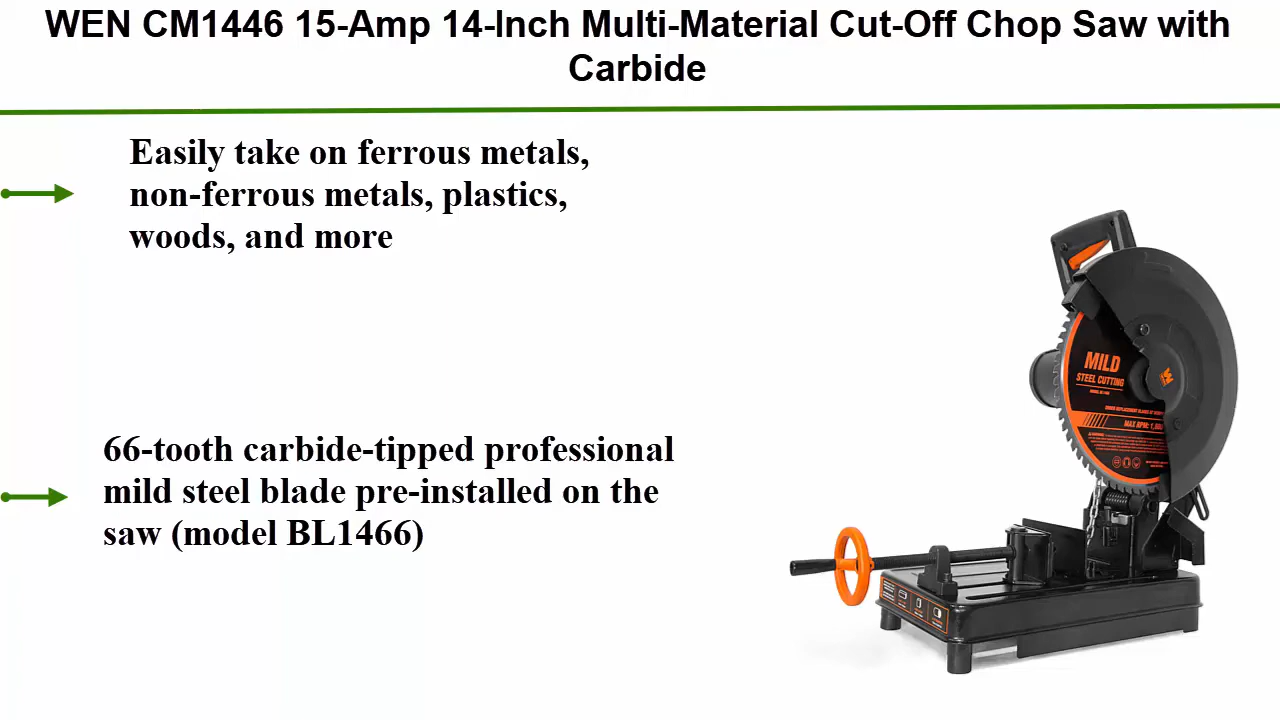 WEN CM1446 15-Amp 14-Inch Multi-Material Cut-Off Chop Saw with
Carbide
Easily take on ferrous metals,
non-ferrous metals, plastics,
woods, and more
66-tooth carbide-tipped professional
mild steel blade pre-installed on the
saw (model BL1466)
MILD
STEEL CUTTING
MAX RPM: